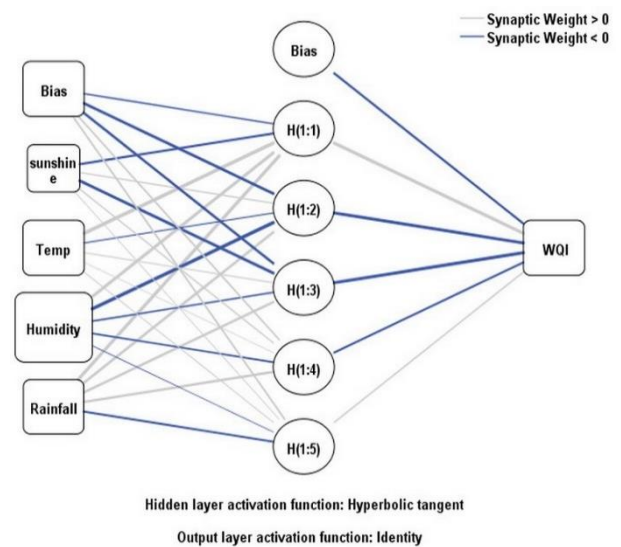 Synaptic Weight > 0
Synaptic Weight < 0
Bias
Bias
H(1:1)
sunshin
e
H(1:2)
Temp
WQI
H(1:3)
Humidity
H(1:4)
Rainfall
H(1:5)
Hidden layer activation function: Hyperbolic tangent
Output layer activation function: Identity